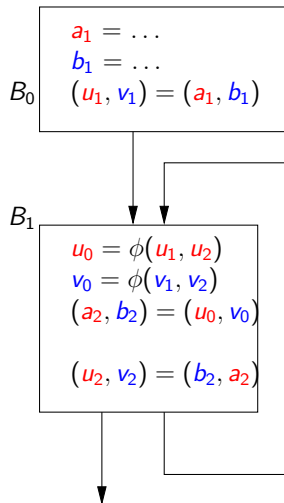 a₁ = …
b₁ = …
B₀
(u₁, v₁) = (a₁, b₁)
B₁
u₀ = ϕ(u₁, u₂)
v₀ = ϕ(v₁, v₂)
(a₂, b₂) = (u₀, v₀)
(u₂, v₂) = (b₂, a₂)